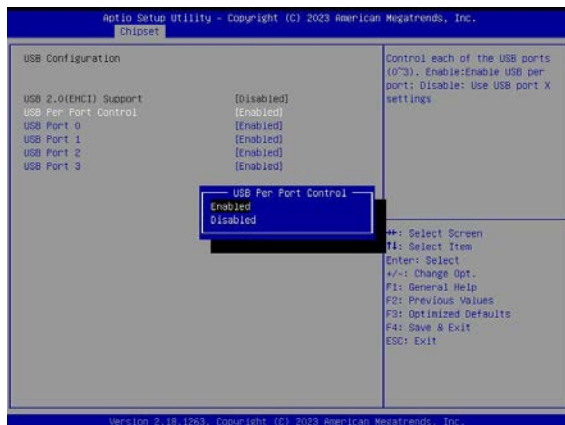 Aptio Setup Utility - Copyright (C) 2023 American Megatrends, Inc.
Chipset
USB Configuration
USB 2.0(EHCI) Support [Disabled]
USB Per Port Control [Enabled]
USB Port 0 [Enabled]
USB Port 1 [Enabled]
USB Port 2 [Enabled]
USB Port 3 [Enabled]
USB Per Port Control
Enabled
Disabled
Control each of the USB ports
(0~3). Enable:Enable USB per
port; Disable: Use USB port X
settings
↔: Select Screen
↑↓: Select Item
Enter: Select
+/-: Change Opt.
F1: General Help
F2: Previous Values
F3: Optimized Defaults
F4: Save & Exit
ESC: Exit
Version 2.18.1263. Copyright (C) 2023 American Megatrends, Inc.